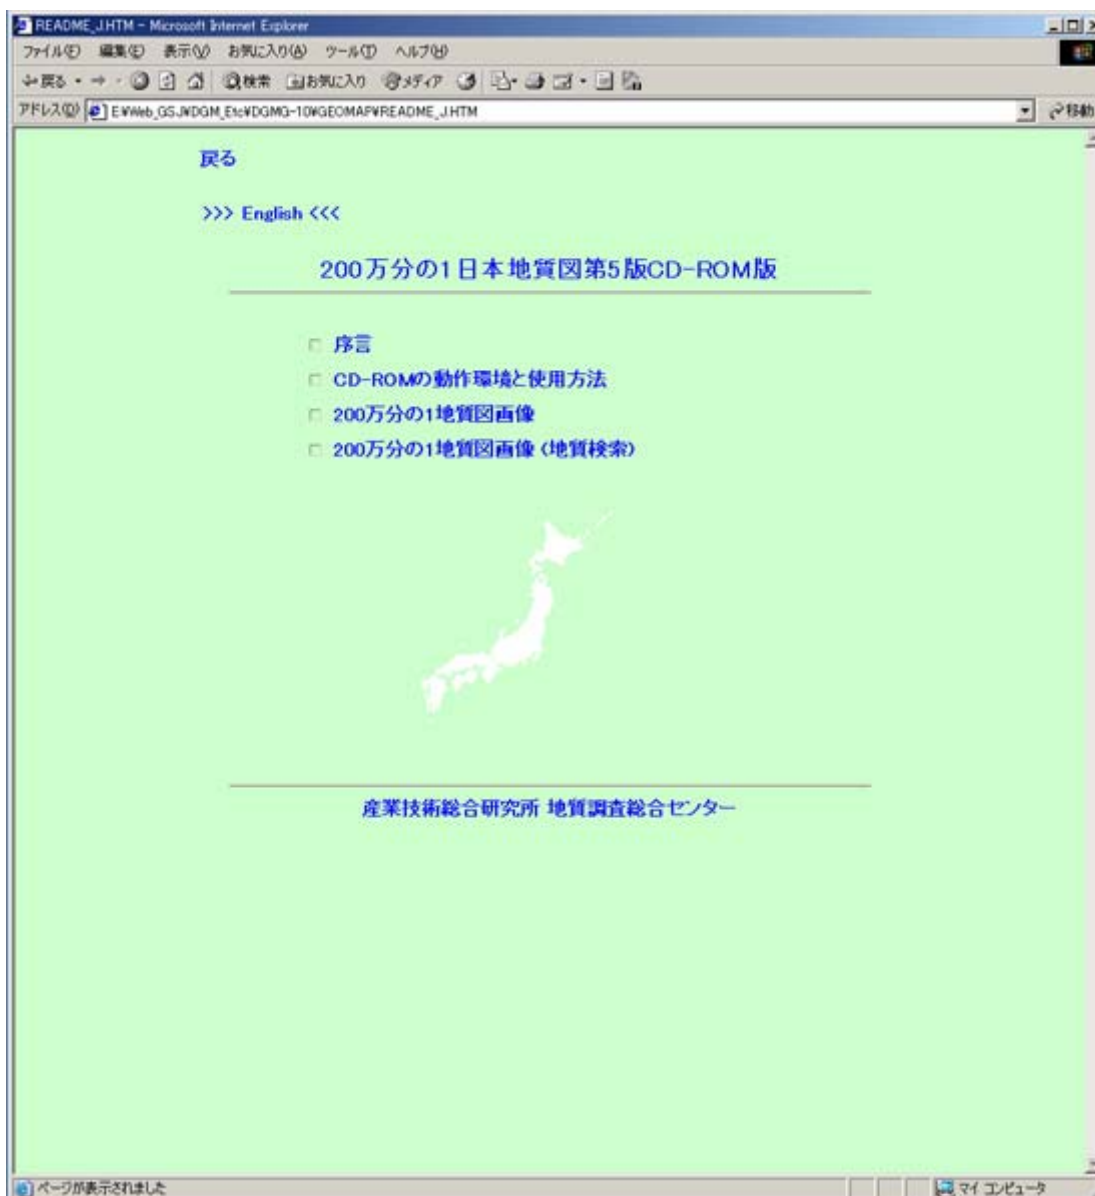 README_J.HTM - Microsoft Internet Explorer
ファイル(F) 編集(E) 表示(V) お気に入り(A) ツール(T) ヘルプ(H)
戻る 検索 お気に入り メディア
アドレス(D) E:¥Web_GSJ¥DGM_Etc¥DGMG-10¥GEOMAP¥README_J.HTM 移動
戻る
>>> English <<<
200万分の1日本地質図第5版CD-ROM版
序言
CD-ROMの動作環境と使用方法
200万分の1地質図画像
200万分の1地質図画像 (地質検索)
産業技術総合研究所 地質調査総合センター
ページが表示されました マイ コンピュータ